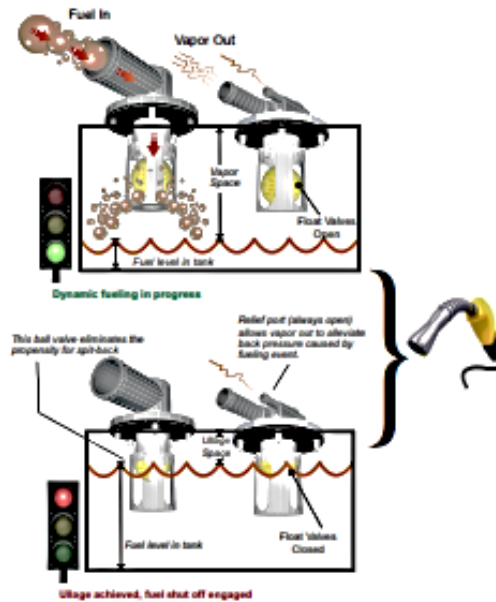 Fuel In
Vapor Out
Vapor
Space
Float Valves
Open
Fuel level in tank
Dynamic fueling in progress
This ball valve eliminates the
propensity for spit-back
Relief port (always open)
allows vapor out to alleviate
back pressure caused by
fueling event.
Ullage
Space
Float Valves
Closed
Fuel level in tank
Ullage achieved, fuel shut off engaged